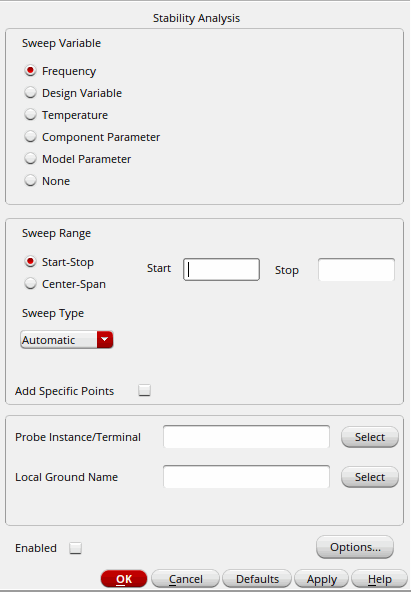 Stability Analysis
Sweep Variable
Frequency
Design Variable
Temperature
Component Parameter
Model Parameter
None
Sweep Range
Start-Stop Start Stop
Center-Span
Sweep Type
Automatic
Add Specific Points
Probe Instance/Terminal Select
Local Ground Name Select
Enabled Options...
OK Cancel Defaults Apply Help